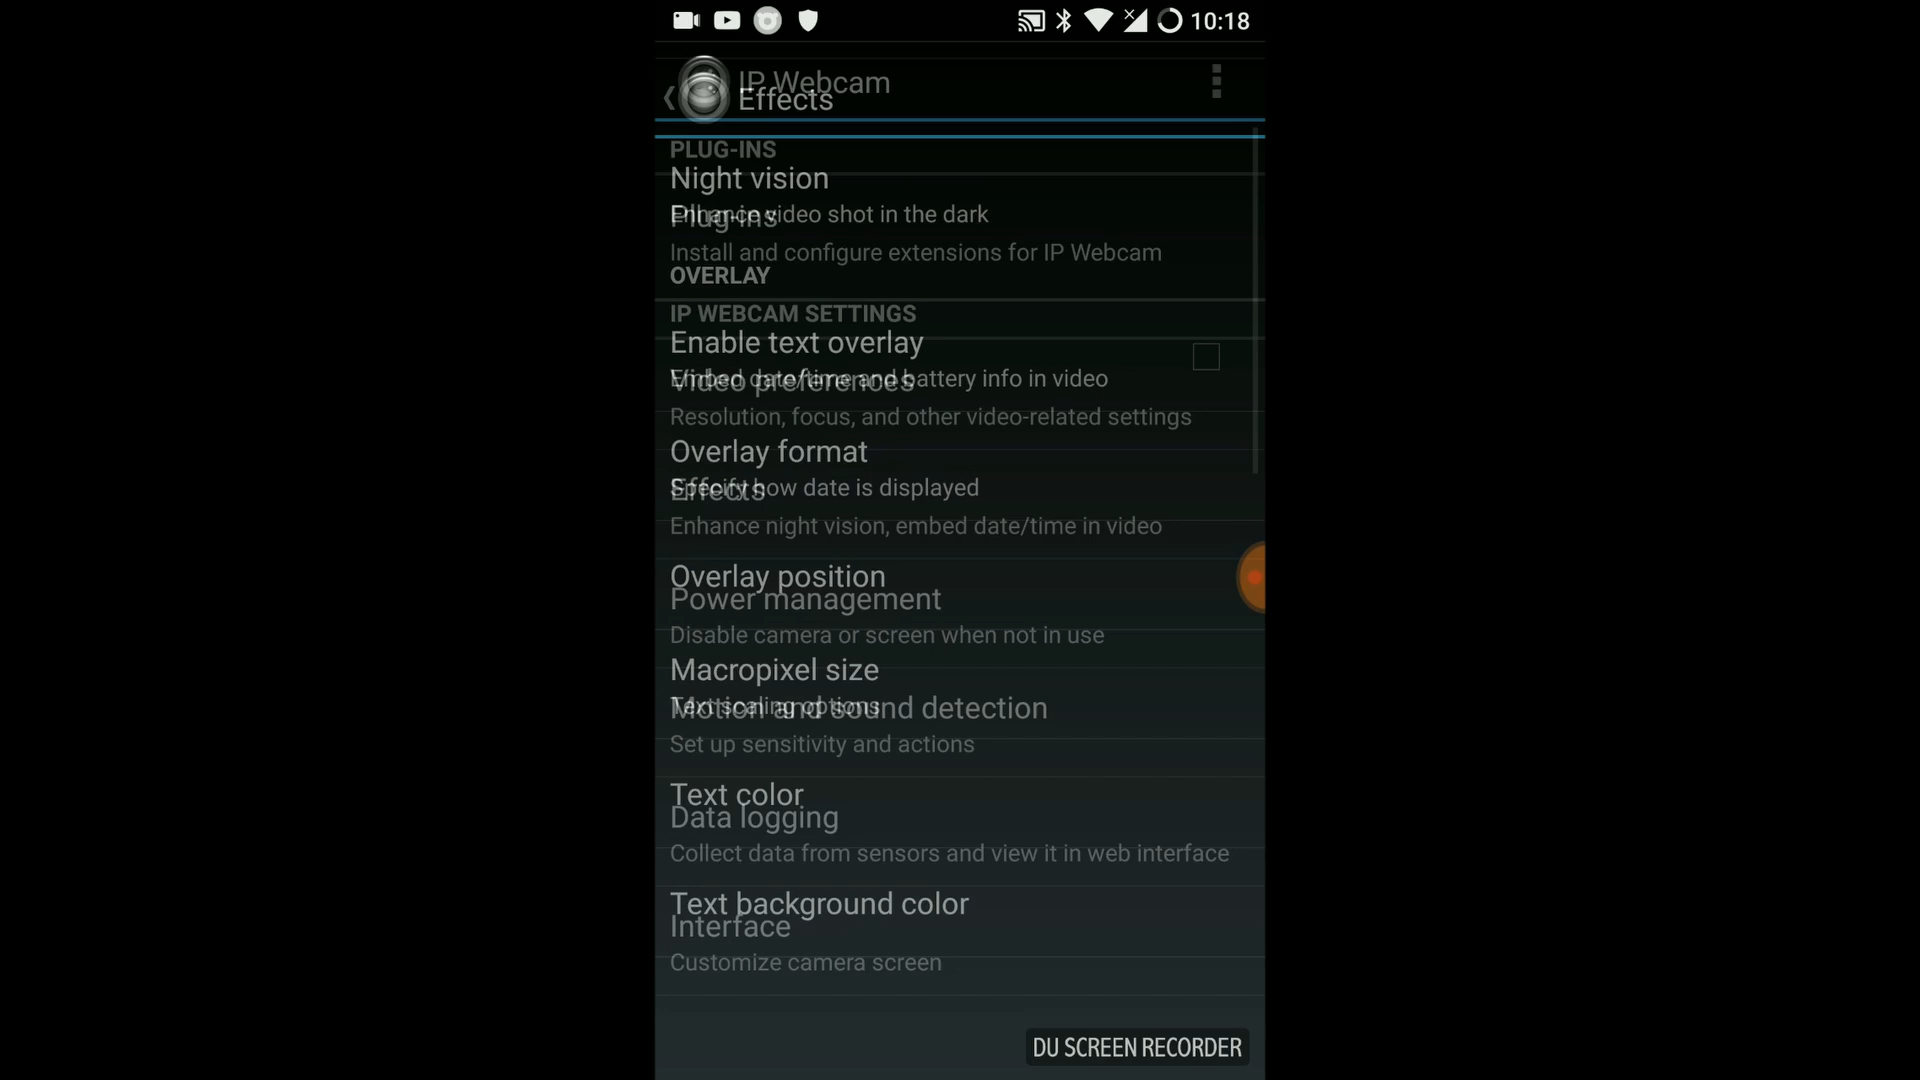 10:18
IP Webcam
Effects
PLUG-INS
Night vision
Enhance video shot in the dark
Plug-ins
Install and configure extensions for IP Webcam
OVERLAY
IP WEBCAM SETTINGS
Enable text overlay
Embed date/time and battery info in video
Video preferences
Resolution, focus, and other video-related settings
Overlay format
Specify how date is displayed
Effects
Enhance night vision, embed date/time in video
Overlay position
Power management
Disable camera or screen when not in use
Macropixel size
Text scaling options
Motion and sound detection
Set up sensitivity and actions
Text color
Data logging
Collect data from sensors and view it in web interface
Text background color
Interface
Customize camera screen
DU SCREEN RECORDER